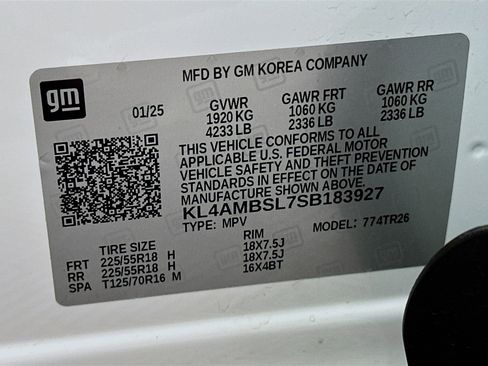 MFD BY GM KOREA COMPANY
gm
01/25
GVWR GAWR FRT GAWR RR
1920 KG 1060 KG 1060 KG
4233 LB 2336 LB 2336 LB
THIS VEHICLE CONFORMS TO ALL
APPLICABLE U.S. FEDERAL MOTOR
VEHICLE SAFETY AND THEFT PREVENTION
STANDARDS IN EFFECT ON THE DATE OF
MANUFACTURE SHOWN ABOVE.
KL4AMBSL7SB183927
TYPE: MPV MODEL: 774TR26
TIRE SIZE RIM
FRT 225/55R18 H 18X7.5J
RR 225/55R18 H 18X7.5J
SPA T125/70R16 M 16X4BT